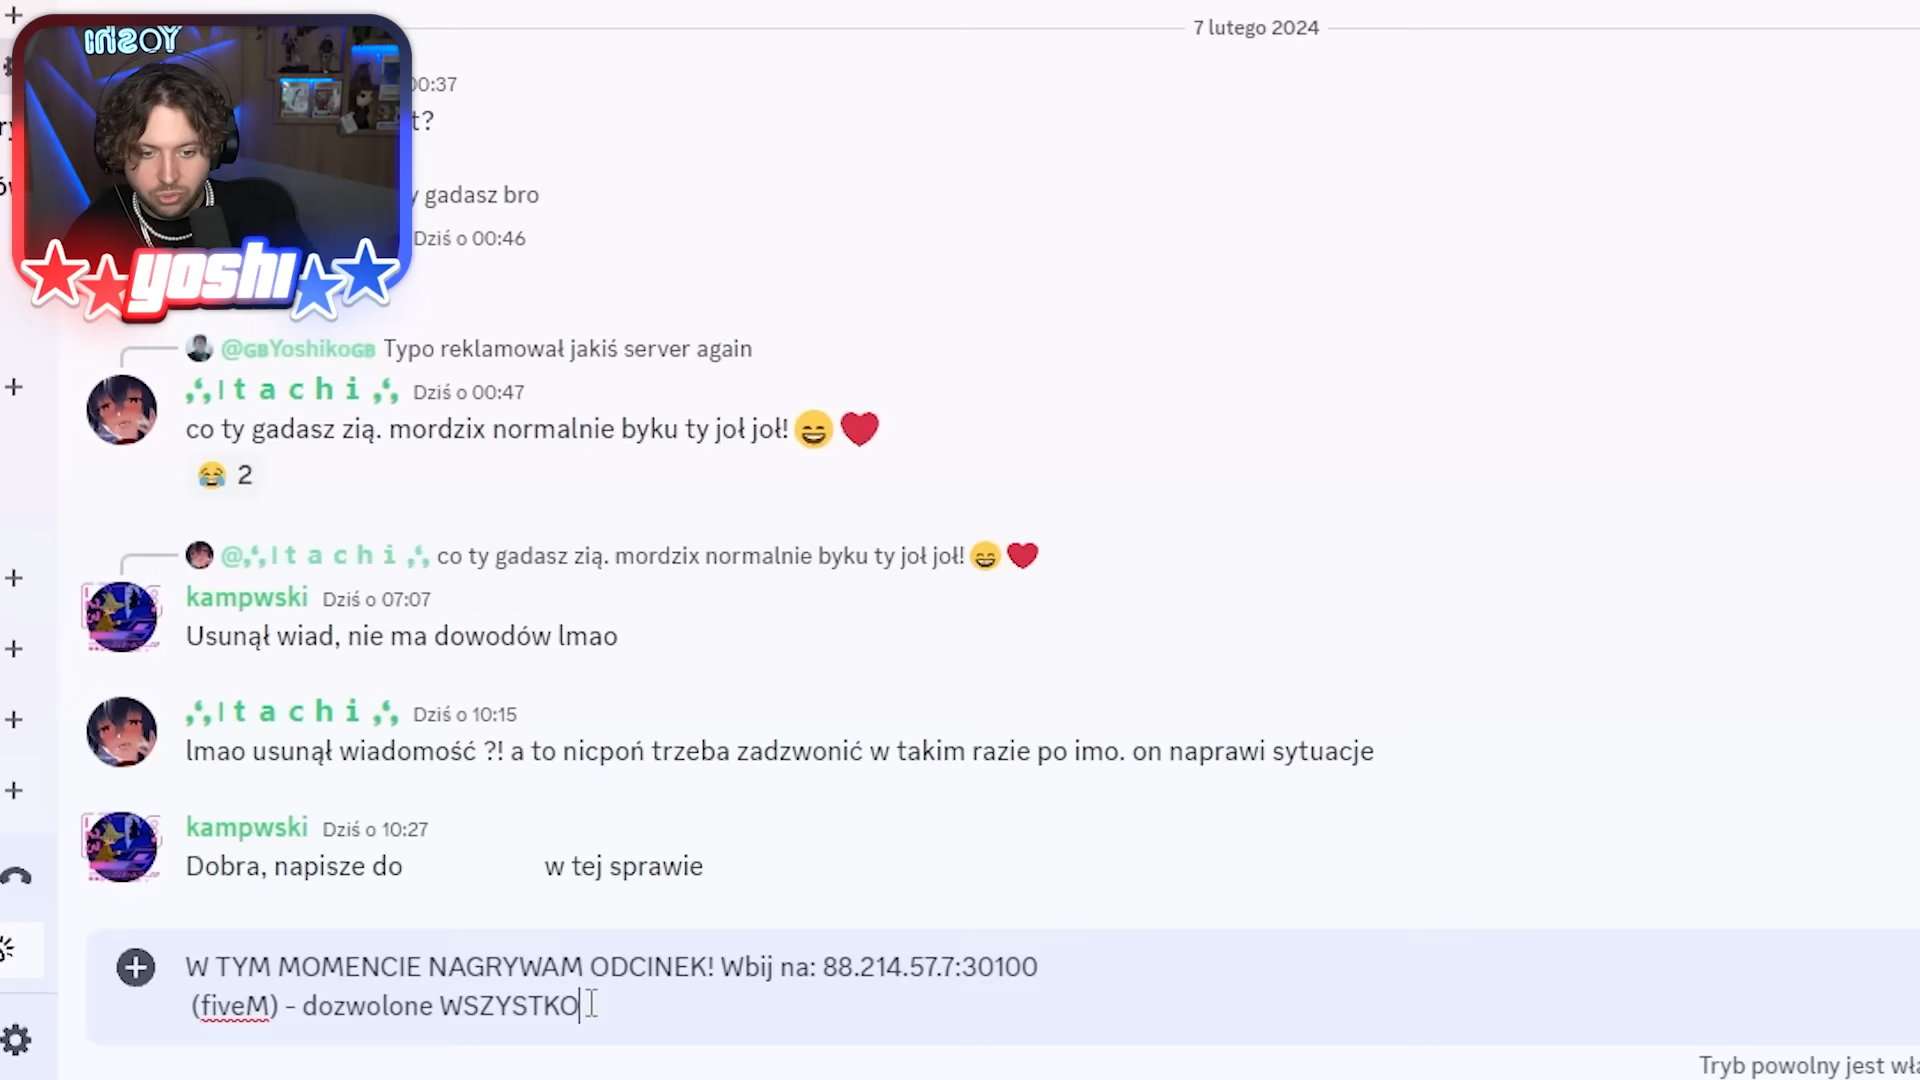 YOSHI
yoshi
7 lutego 2024
00:37
t?
y gadasz bro
Dziś o 00:46
@GBYoshikoGB Typo reklamował jakiś server again
Itachi Dziś o 00:47
co ty gadasz zią. mordzix normalnie byku ty joł joł! 😄 ❤️
😂 2
@Itachi co ty gadasz zią. mordzix normalnie byku ty joł joł! 😄 ❤️
kampwski Dziś o 07:07
Usunął wiad, nie ma dowodów lmao
Itachi Dziś o 10:15
lmao usunął wiadomość ?! a to nicpoń trzeba zadzwonić w takim razie po imo. on naprawi sytuacje
kampwski Dziś o 10:27
Dobra, napisze do w tej sprawie
W TYM MOMENCIE NAGRYWAM ODCINEK! Wbij na: 88.214.57.7:30100
(fiveM) - dozwolone WSZYSTKO
Tryb powolny jest wła